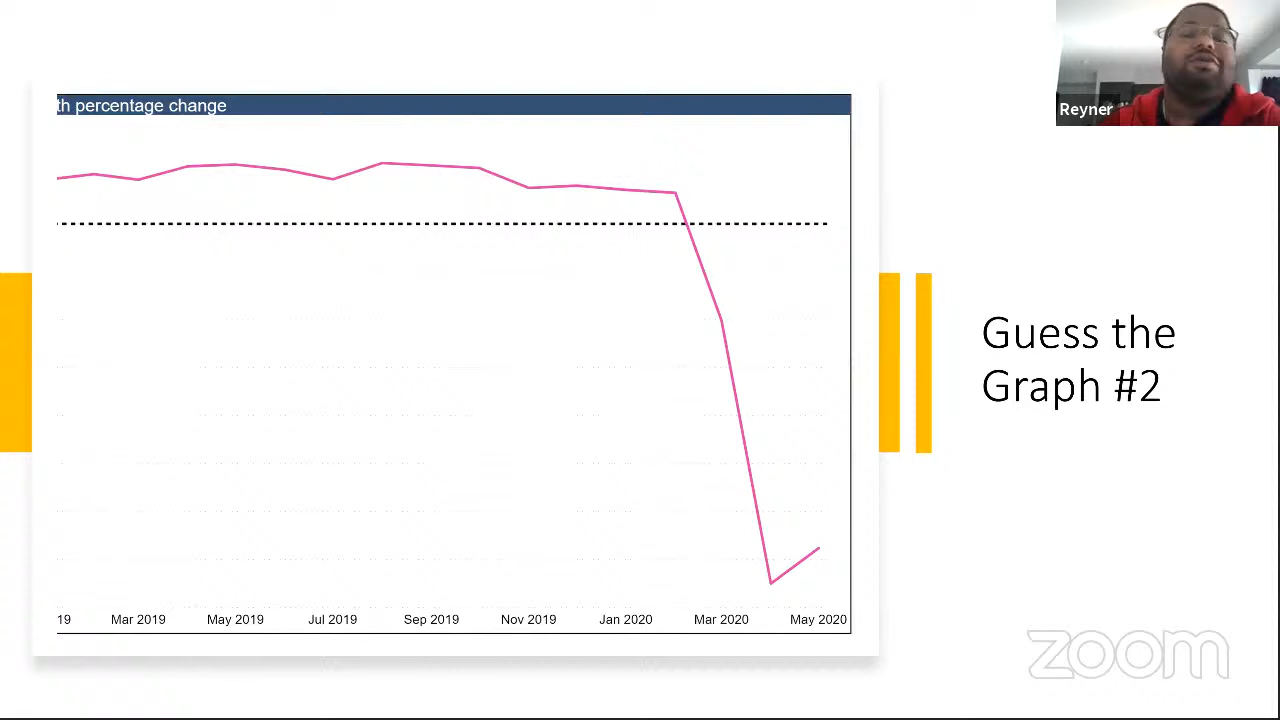 th percentage change
Reyner
Guess the
Graph #2
19 Mar 2019 May 2019 Jul 2019 Sep 2019 Nov 2019 Jan 2020 Mar 2020 May 2020
zoom